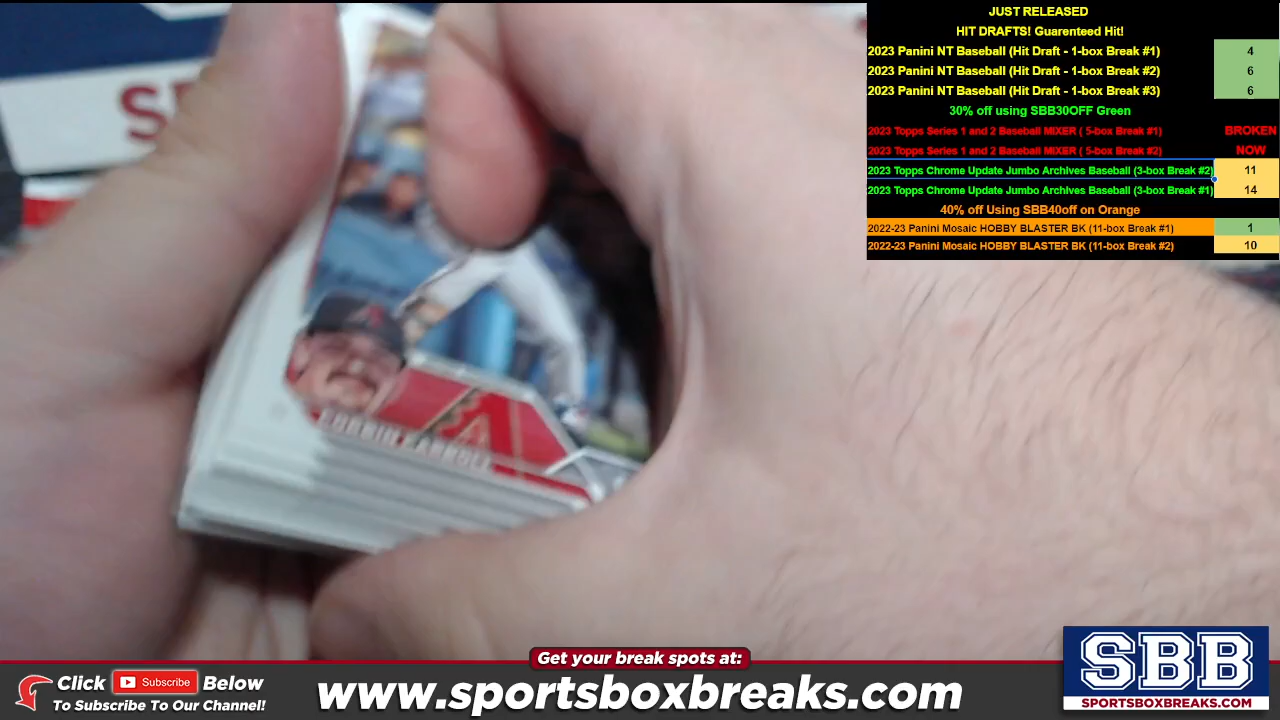 JUST RELEASED
HIT DRAFTS! Guarenteed Hit!
2023 Panini NT Baseball (Hit Draft - 1-box Break #1) 4
2023 Panini NT Baseball (Hit Draft - 1-box Break #2) 6
2023 Panini NT Baseball (Hit Draft - 1-box Break #3) 6
30% off using SBB30OFF Green
2023 Topps Series 1 and 2 Baseball MIXER ( 5-box Break #1) BROKEN
2023 Topps Series 1 and 2 Baseball MIXER ( 5-box Break #2) NOW
2023 Topps Chrome Update Jumbo Archives Baseball (3-box Break #2) 11
2023 Topps Chrome Update Jumbo Archives Baseball (3-box Break #1) 14
40% off Using SBB40off on Orange
2022-23 Panini Mosaic HOBBY BLASTER BK (11-box Break #1) 1
2022-23 Panini Mosaic HOBBY BLASTER BK (11-box Break #2) 10
S
A
A
CORBIN CARROLL
Get your break spots at:
Click Subscribe Below
To Subscribe To Our Channel!
www.sportsboxbreaks.com
SBB
SPORTSBOXBREAKS.COM